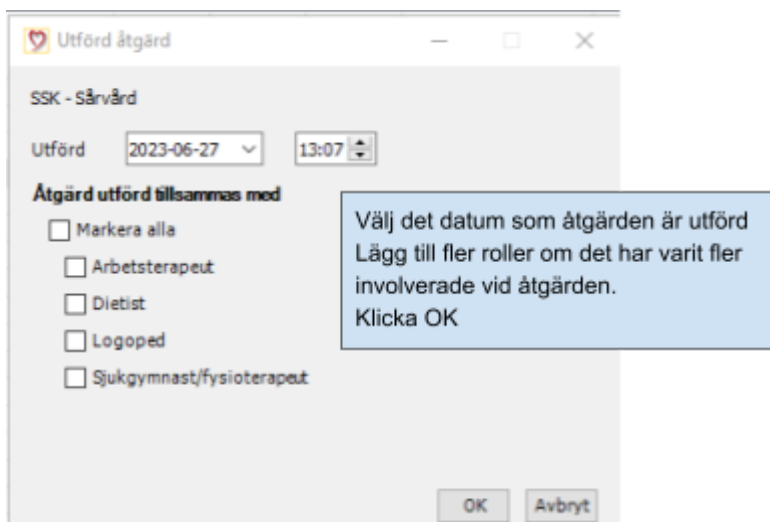 Utförd åtgärd
SSK - Sårvård
Utförd 2023-06-27 13:07
Åtgärd utförd tillsammas med
Markera alla
Arbetsterapeut
Dietist
Logoped
Sjukgymnast/fysioterapeut
Välj det datum som åtgärden är utförd
Lägg till fler roller om det har varit fler
involverade vid åtgärden.
Klicka OK
OK Avbryt